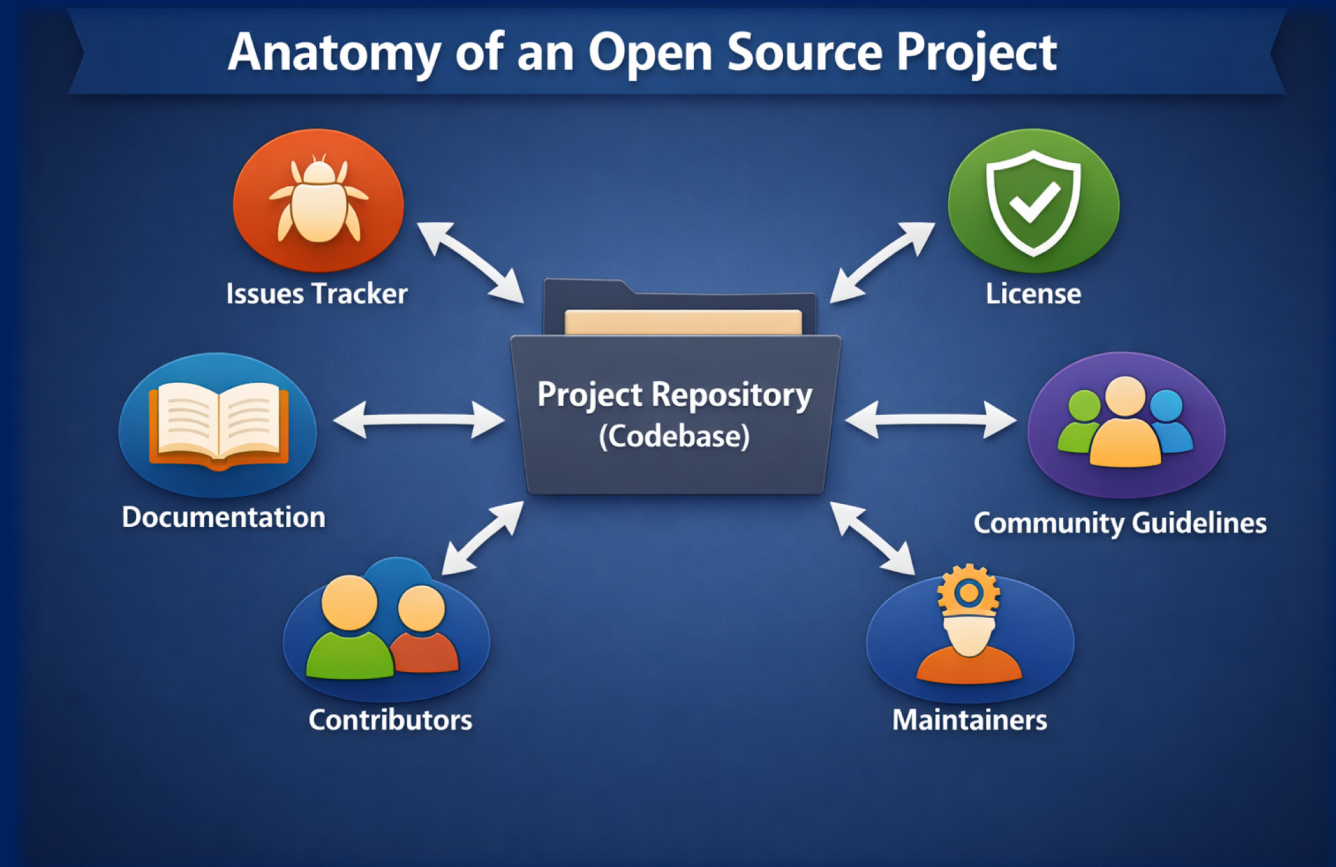 Anatomy of an Open Source Project
Issues Tracker
License
Project Repository
(Codebase)
Documentation
Community Guidelines
Contributors
Maintainers